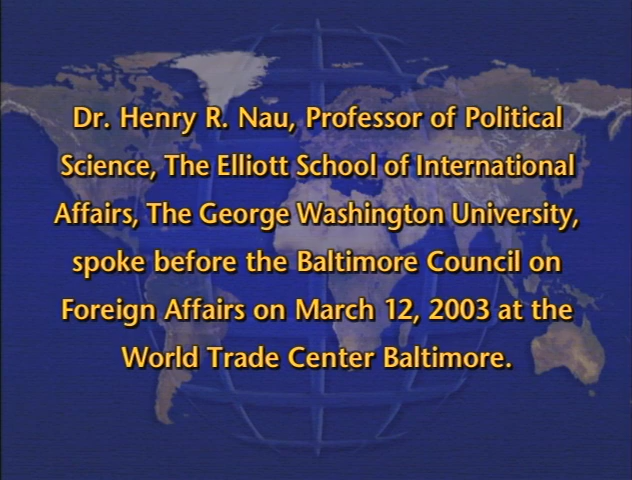 Dr. Henry R. Nau, Professor of Political
Science, The Elliott School of International
Affairs, The George Washington University,
spoke before the Baltimore Council on
Foreign Affairs on March 12, 2003 at the
World Trade Center Baltimore.